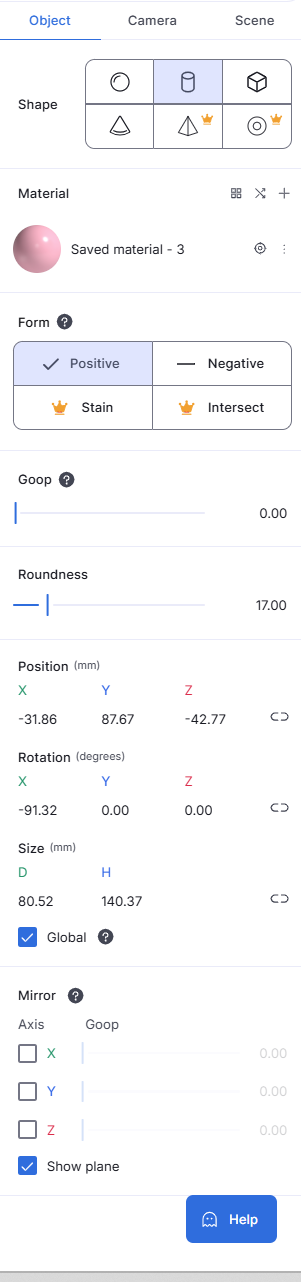 Object Camera Scene
Shape
Material
Saved material - 3
Form ?
Positive Negative
Stain Intersect
Goop ?
0.00
Roundness
17.00
Position (mm)
X Y Z
-31.86 87.67 -42.77
Rotation (degrees)
X Y Z
-91.32 0.00 0.00
Size (mm)
D H
80.52 140.37
Global ?
Mirror ?
Axis Goop
X 0.00
Y 0.00
Z 0.00
Show plane
Help